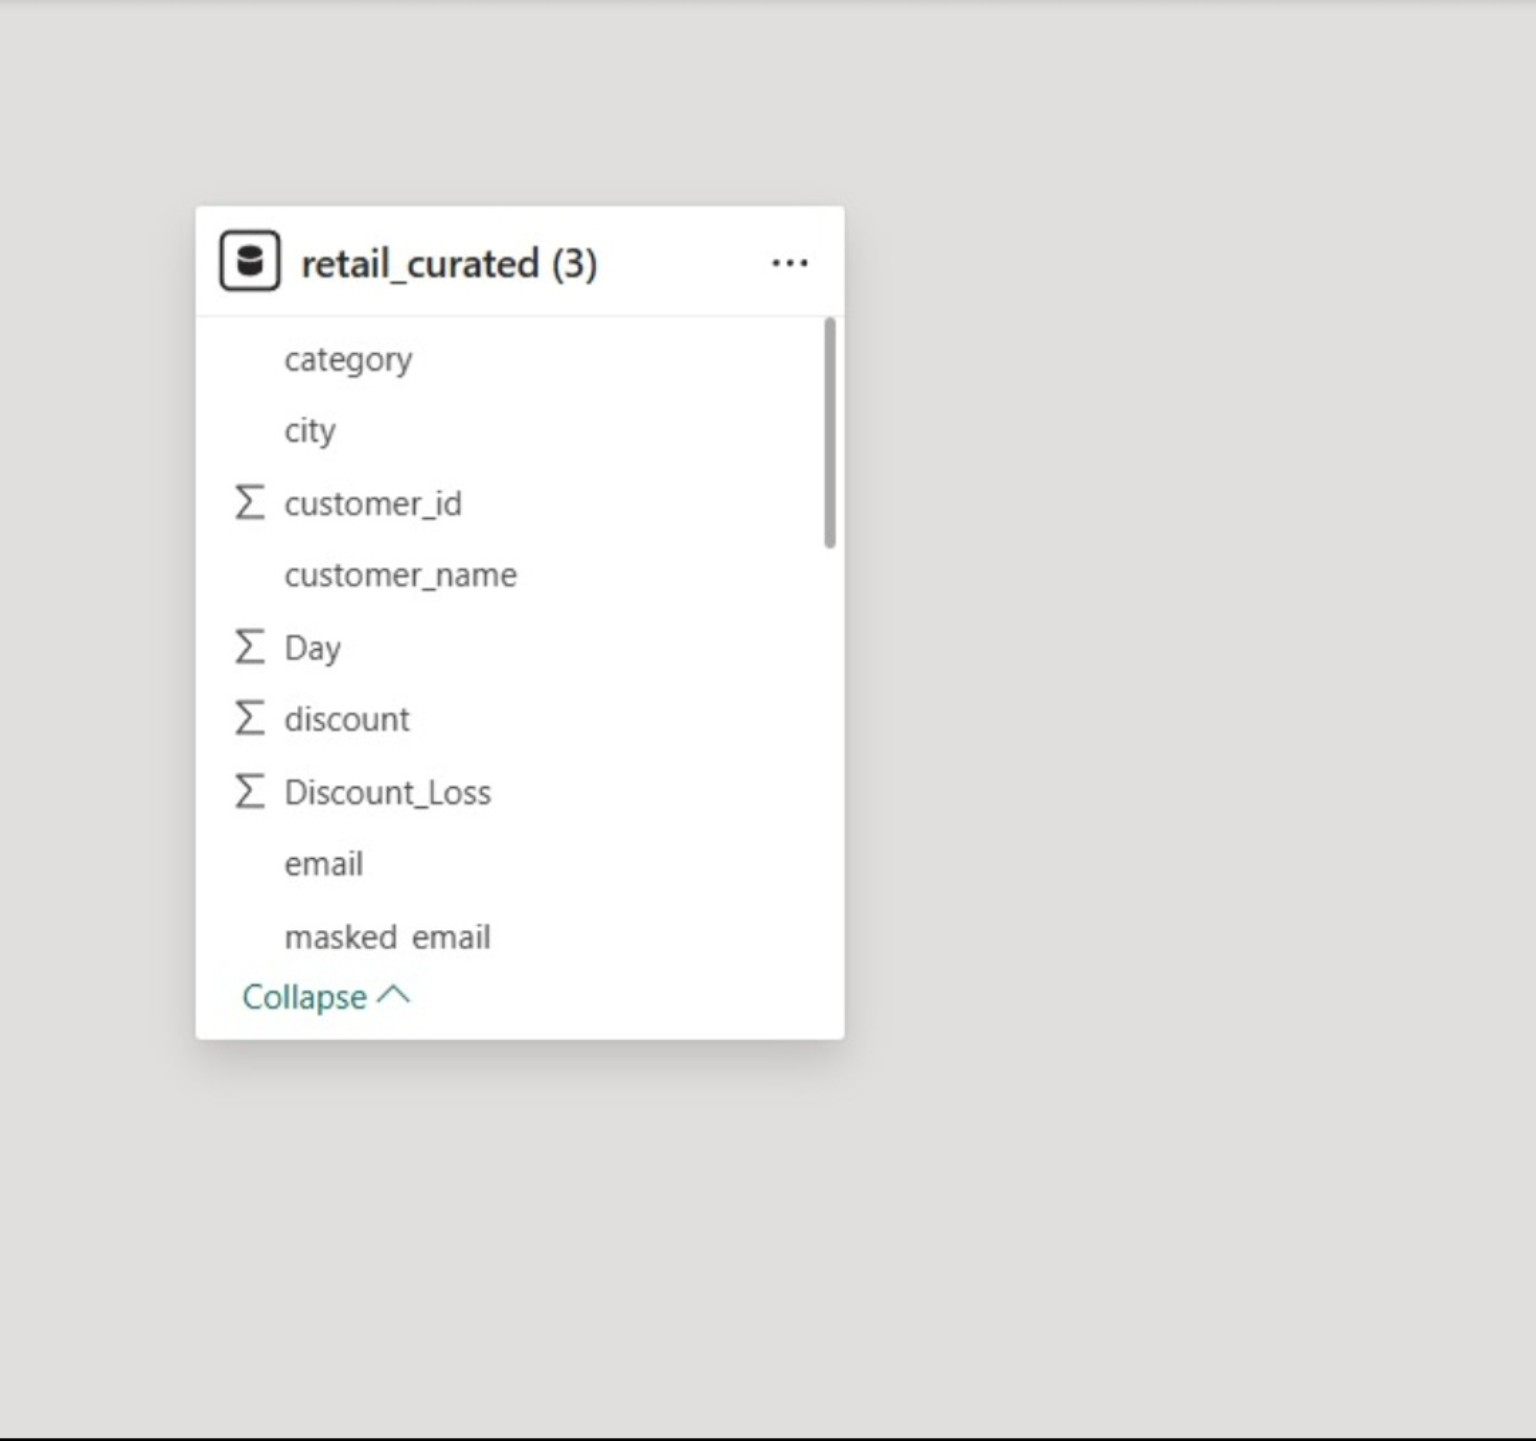 retail_curated (3)
category
city
Σ customer_id
customer_name
Σ Day
Σ discount
Σ Discount_Loss
email
masked_email
Collapse